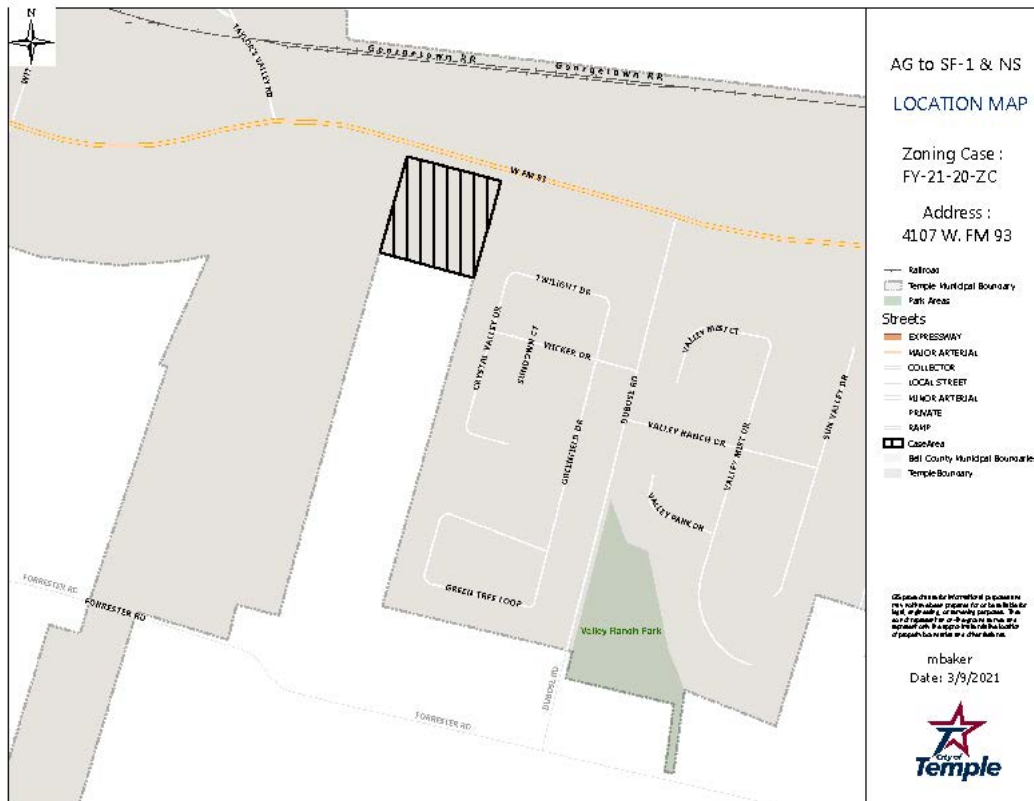 N
TAYLOR'S VALLEY RD
Georgetown RR
Georgetown RR
W FM 93
TWILIGHT DR
CRYSTAL VALLEY DR
SUNDOWN CT
WICKER DR
VALLEY MIST CT
DUBOSE RD
SUN VALLEY DR
VALLEY RANCH DR
VALLEY MIST DR
GREENFIELD DR
VALLEY PARK DR
GREEN TREE LOOP
FORRESTER RD
FORRESTER RD
Valley Ranch Park
DUBOSE RD
FORRESTER RD
AG to SF-1 & NS
LOCATION MAP
Zoning Case :
FY-21-20-ZC
Address :
4107 W. FM 93
Railroad
Temple Municipal Boundary
Park Areas
Streets
EXPRESSWAY
MAJOR ARTERIAL
COLLECTOR
LOCAL STREET
MINOR ARTERIAL
PRIVATE
RAMP
CaseArea
Bell County Municipal Boundaries
TempleBoundary
mbaker
Date: 3/9/2021
City of
Temple